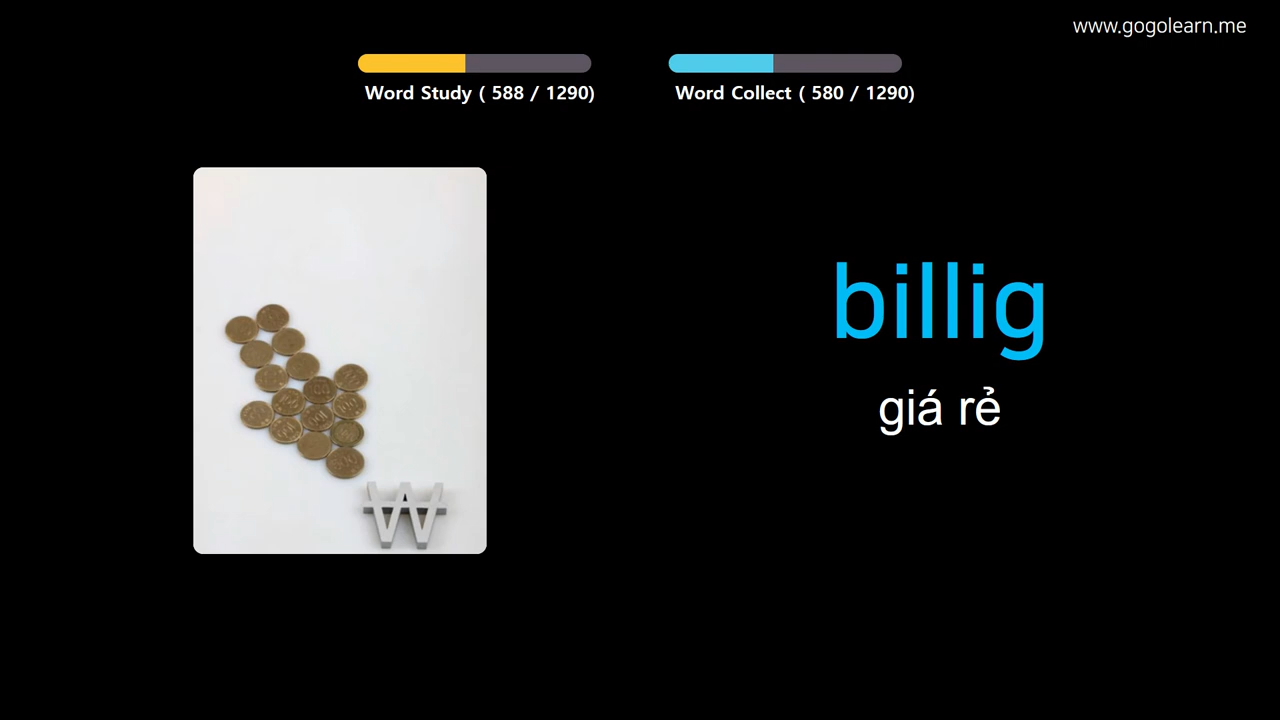 www.gogolearn.me
Word Study ( 588 / 1290)
Word Collect ( 580 / 1290)
billig
giá rẻ
₩